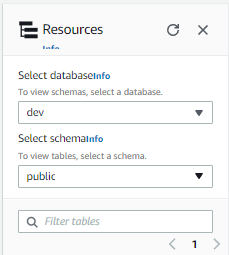 Resources
Info
Select databaseInfo
To view schemas, select a database.
dev
Select schemaInfo
To view tables, select a schema.
public
Filter tables
1